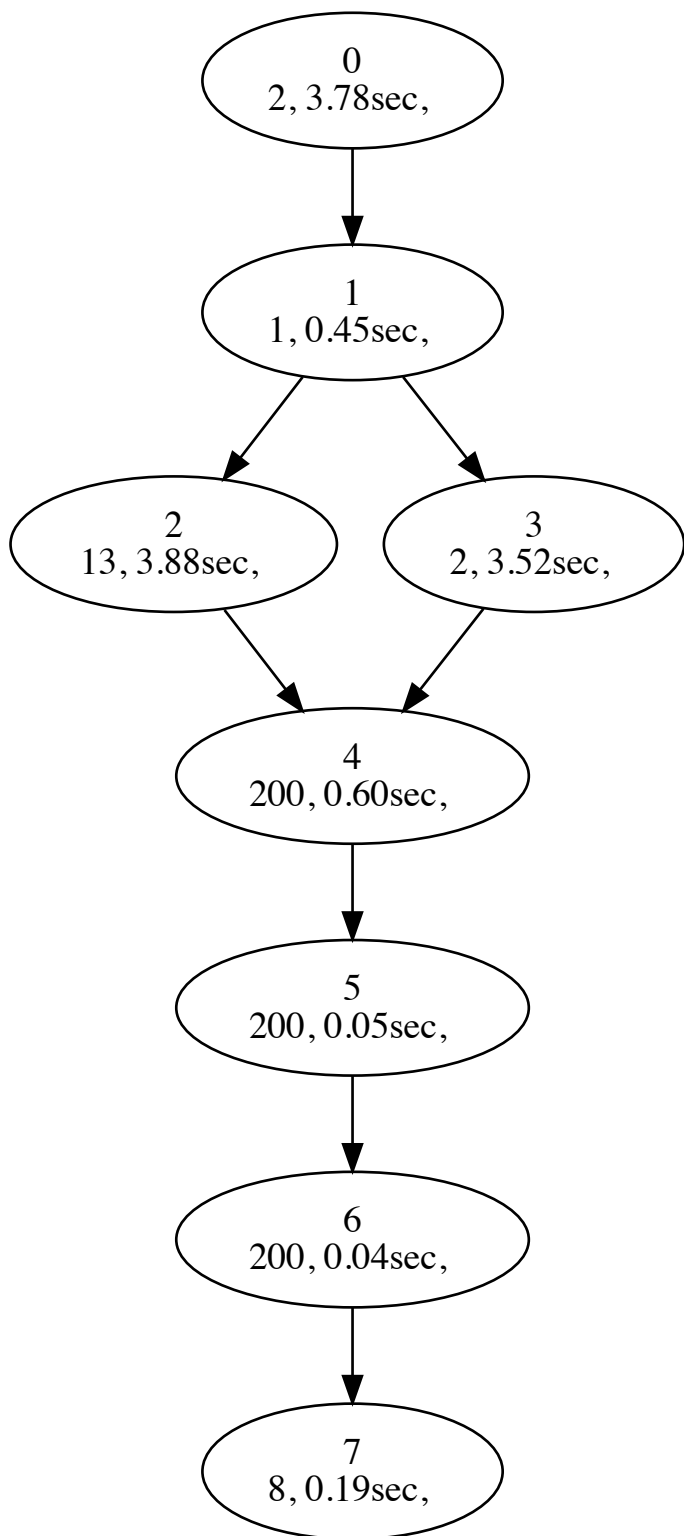 0
2, 3.78sec,
1
1, 0.45sec,
2
13, 3.88sec,
3
2, 3.52sec,
4
200, 0.60sec,
5
200, 0.05sec,
6
200, 0.04sec,
7
8, 0.19sec,